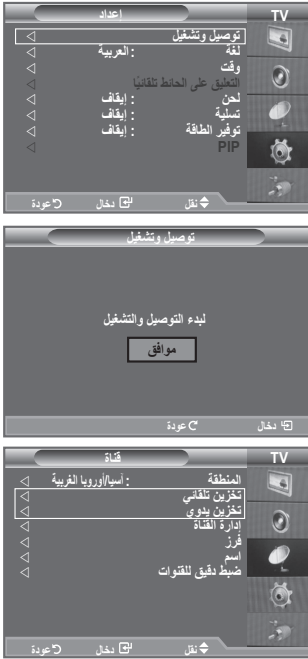 TV إعداد
توصيل وتشغيل
لغة : العربية
وقت
التعليق على الحائط تلقائيًا
لحن : إيقاف
تسلية : إيقاف
توفير الطاقة : إيقاف
PIP
نقل دخال عودة
توصيل وتشغيل
لبدء التوصيل والتشغيل
موافق
دخال عودة
TV قناة
المنطقة : آسيا/أوروبا الغربية
تخزين تلقائي
تخزين يدوي
إدارة القناة
فرز
اسم
ضبط دقيق للقنوات
نقل دخال عودة